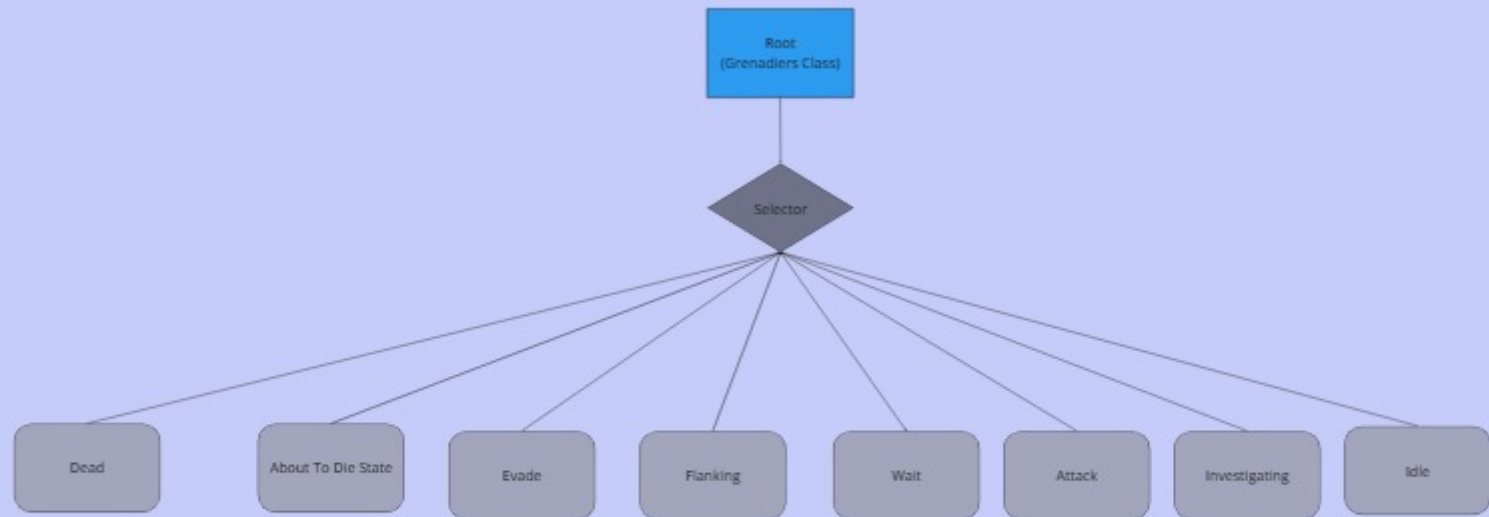 Root
(Grenadiers Class)
Selector
Dead
About To Die State
Evade
Flanking
Wait
Attack
Investigating
Idle